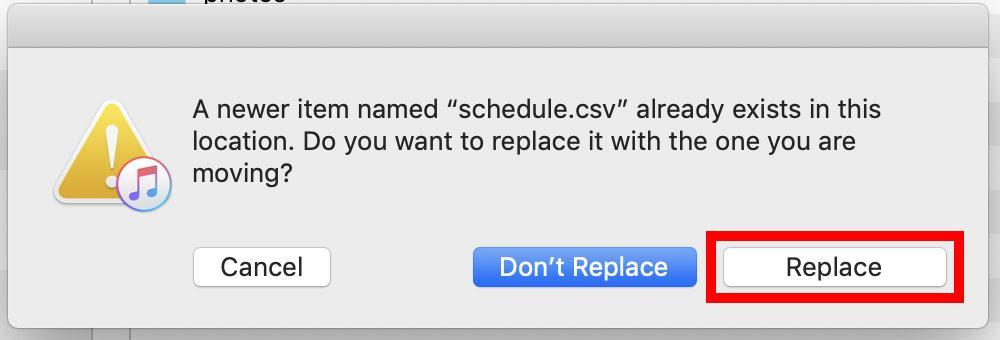 A newer item named “schedule.csv” already exists in this
location. Do you want to replace it with the one you are
moving?
Cancel
Don’t Replace
Replace